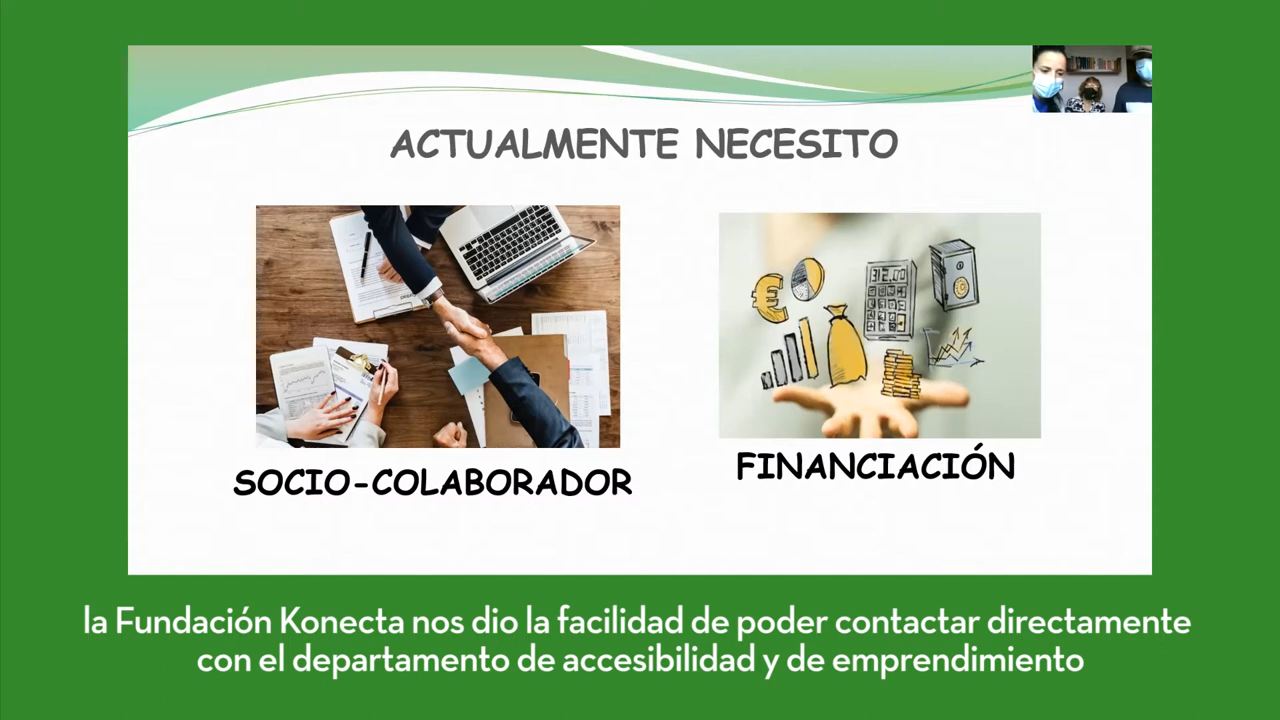 ACTUALMENTE NECESITO
SOCIO-COLABORADOR
FINANCIACIÓN
la Fundación Konecta nos dio la facilidad de poder contactar directamente
con el departamento de accesibilidad y de emprendimiento